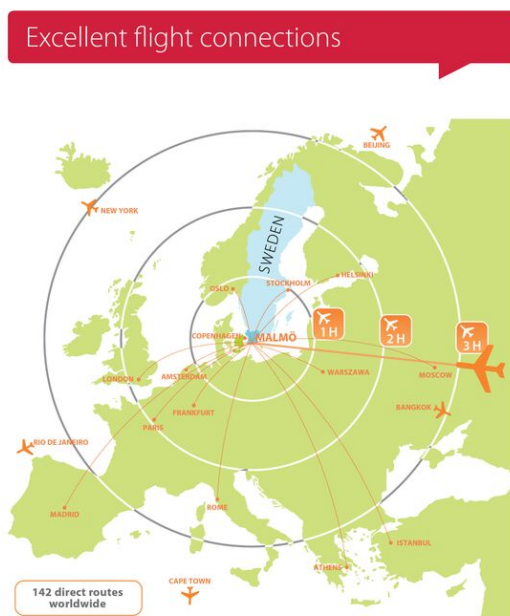 Excellent flight connections
BEIJING
NEW YORK
SWEDEN
HELSINKI
OSLO
STOCKHOLM
COPENHAGEN
MALMÖ
1 H
2 H
3 H
LONDON
AMSTERDAM
WARSZAWA
MOSCOW
FRANKFURT
PARIS
BANGKOK
RIO DE JANEIRO
MADRID
ROME
ISTANBUL
ATHENS
CAPE TOWN
142 direct routes
worldwide